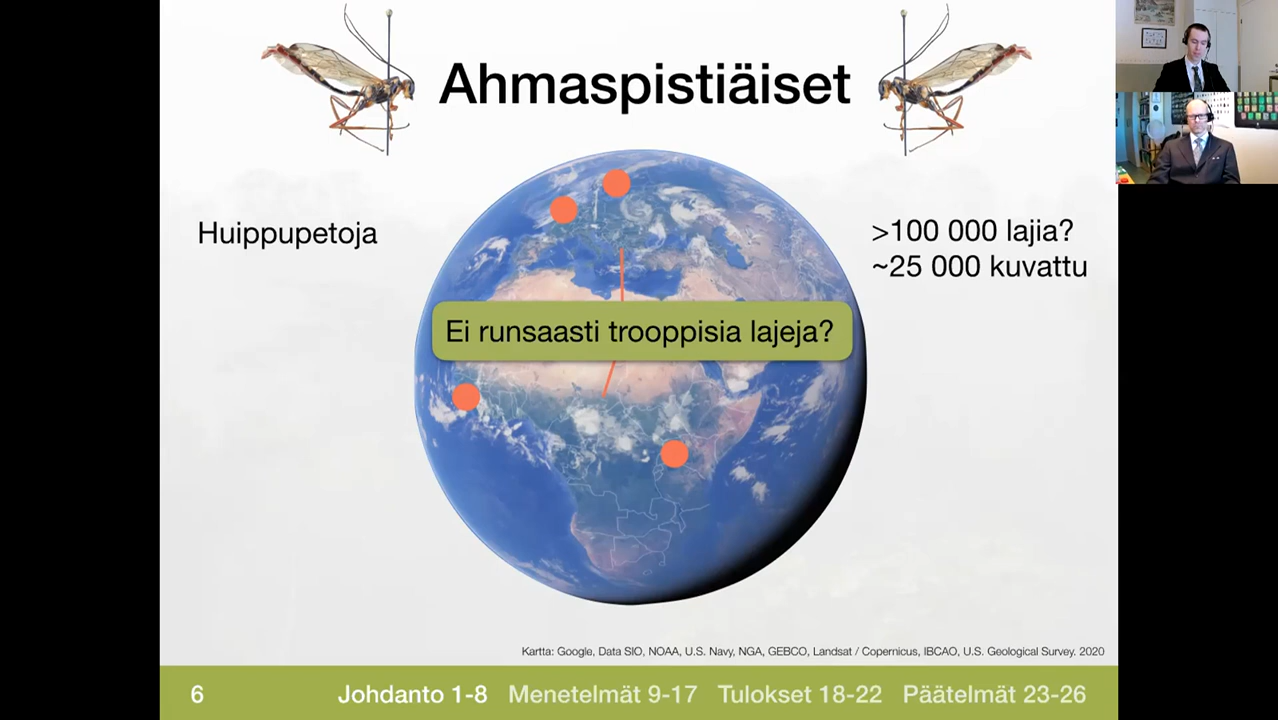 Ahmaspistiäiset
Huippupetoja
>100 000 lajia?
~25 000 kuvattu
Ei runsaasti trooppisia lajeja?
Kartta: Google, Data SIO, NOAA, U.S. Navy, NGA, GEBCO, Landsat / Copernicus, IBCAO, U.S. Geological Survey. 2020
6 Johdanto 1-8 Menetelmät 9-17 Tulokset 18-22 Päätelmät 23-26